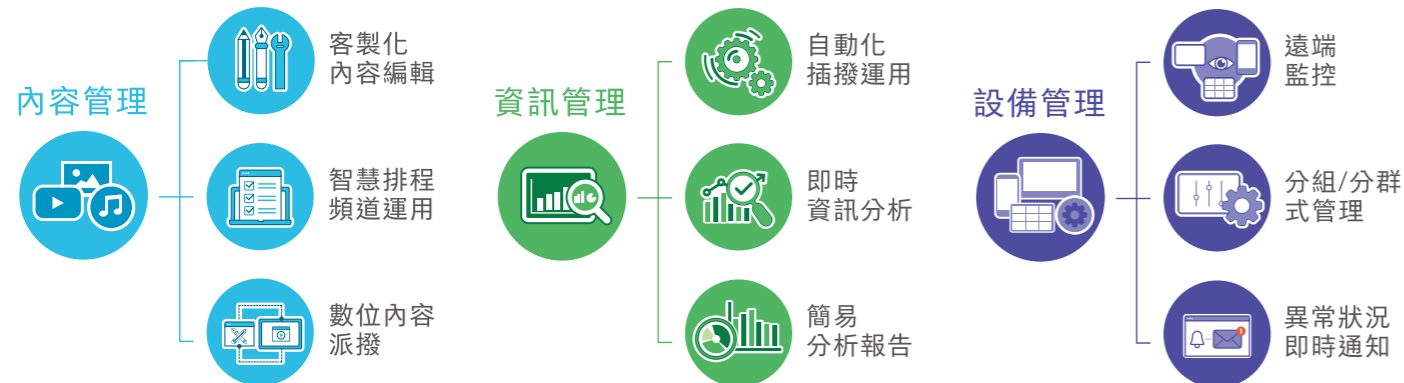 內容管理
客製化
內容編輯
智慧排程
頻道運用
數位內容
派撥
資訊管理
自動化
插撥運用
即時
資訊分析
簡易
分析報告
設備管理
遠端
監控
分組/分群
式管理
異常狀況
即時通知